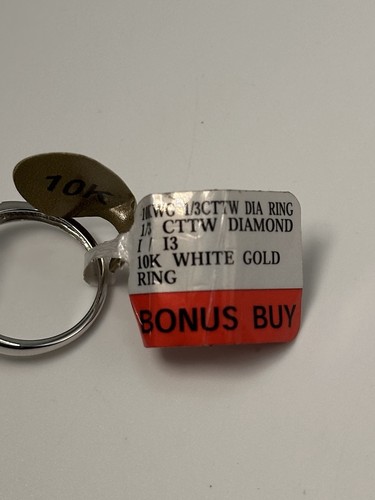 10K
10KWG 1/3CTTW DIA RING
1/3 CTTW DIAMOND
I / I3
10K WHITE GOLD
RING
BONUS BUY